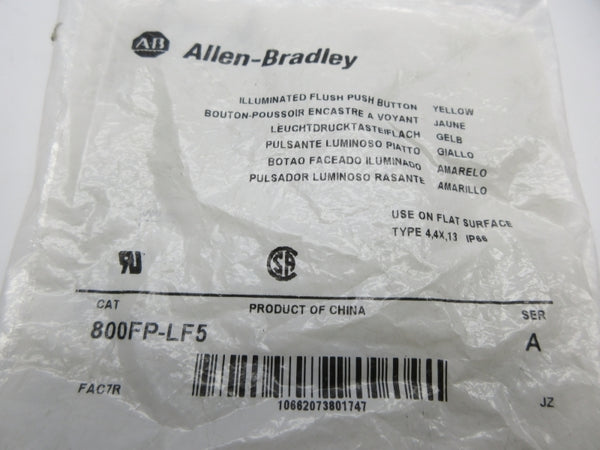 AB Allen-Bradley
ILLUMINATED FLUSH PUSH BUTTON YELLOW
BOUTON-POUSSOIR ENCASTRE A VOYANT JAUNE
LEUCHTDRUCKTASTE/FLACH GELB
PULSANTE LUMINOSO PIATTO GIALLO
BOTAO FACEADO ILUMINADO AMARELO
PULSADOR LUMINOSO RASANTE AMARILLO
USE ON FLAT SURFACE
TYPE 4,4X,13 IP66
CAT PRODUCT OF CHINA SER
800FP-LF5 A
FAC7R JZ
10662073801747